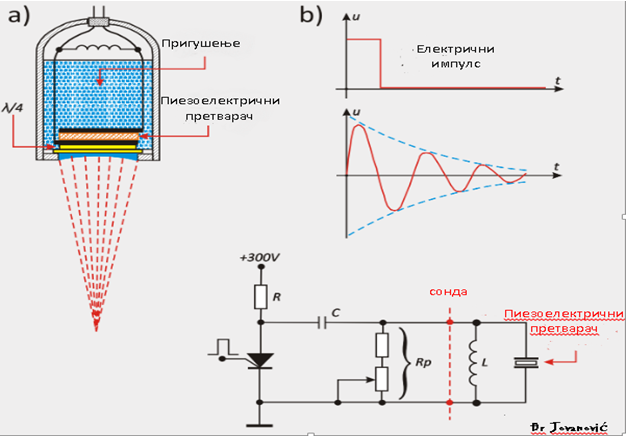 a)
Пригушење
Пиезоелектрични
претварач
λ/4
b)
u
Електрични
импулс
t
u
t
+300V
R
C
Rp
сонда
L
Пиезоелектрични
претварач
Dr Jovanović